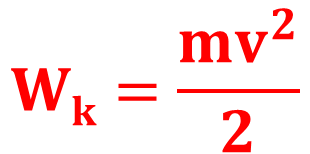 W_k = mv²/2